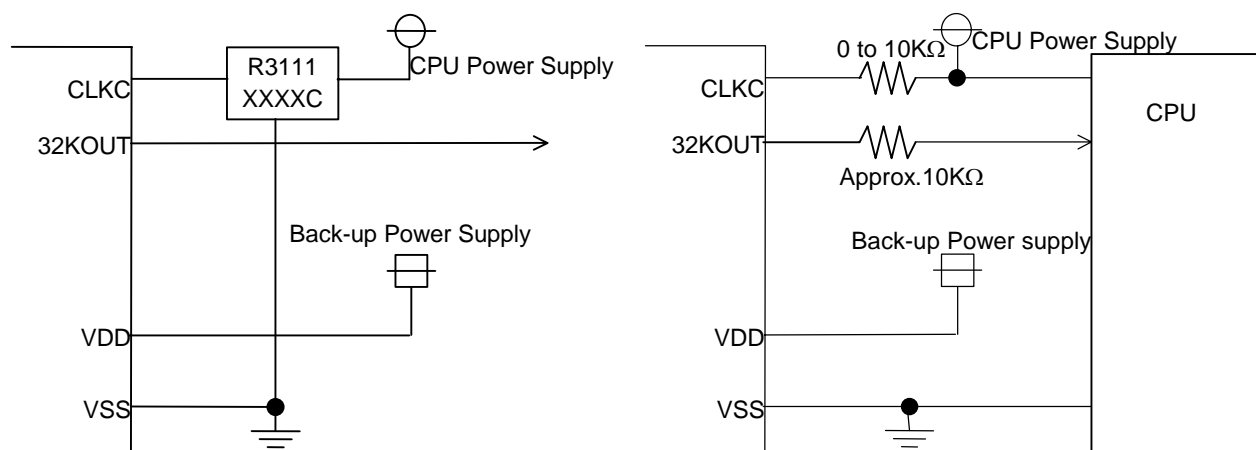 R3111
XXXXC
CPU Power Supply
CLKC
32KOUT
Back-up Power Supply
VDD
VSS
0 to 10KΩ
CPU Power Supply
CLKC
CPU
32KOUT
Approx.10KΩ
Back-up Power supply
VDD
VSS